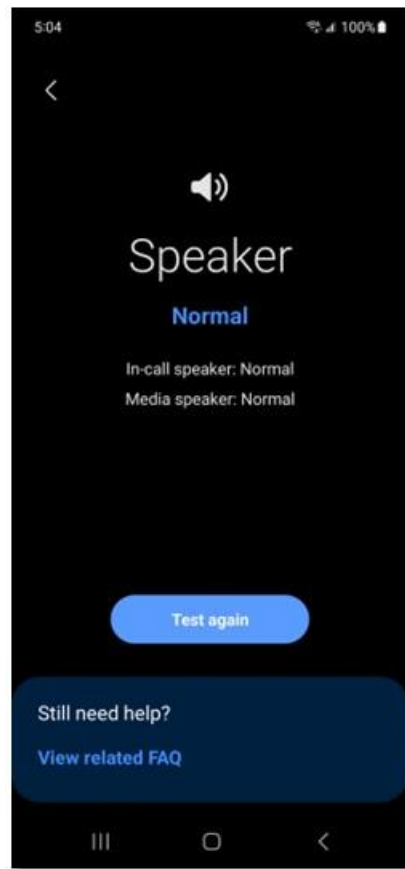 5:04
100%
Speaker
Normal
In-call speaker: Normal
Media speaker: Normal
Test again
Still need help?
View related FAQ